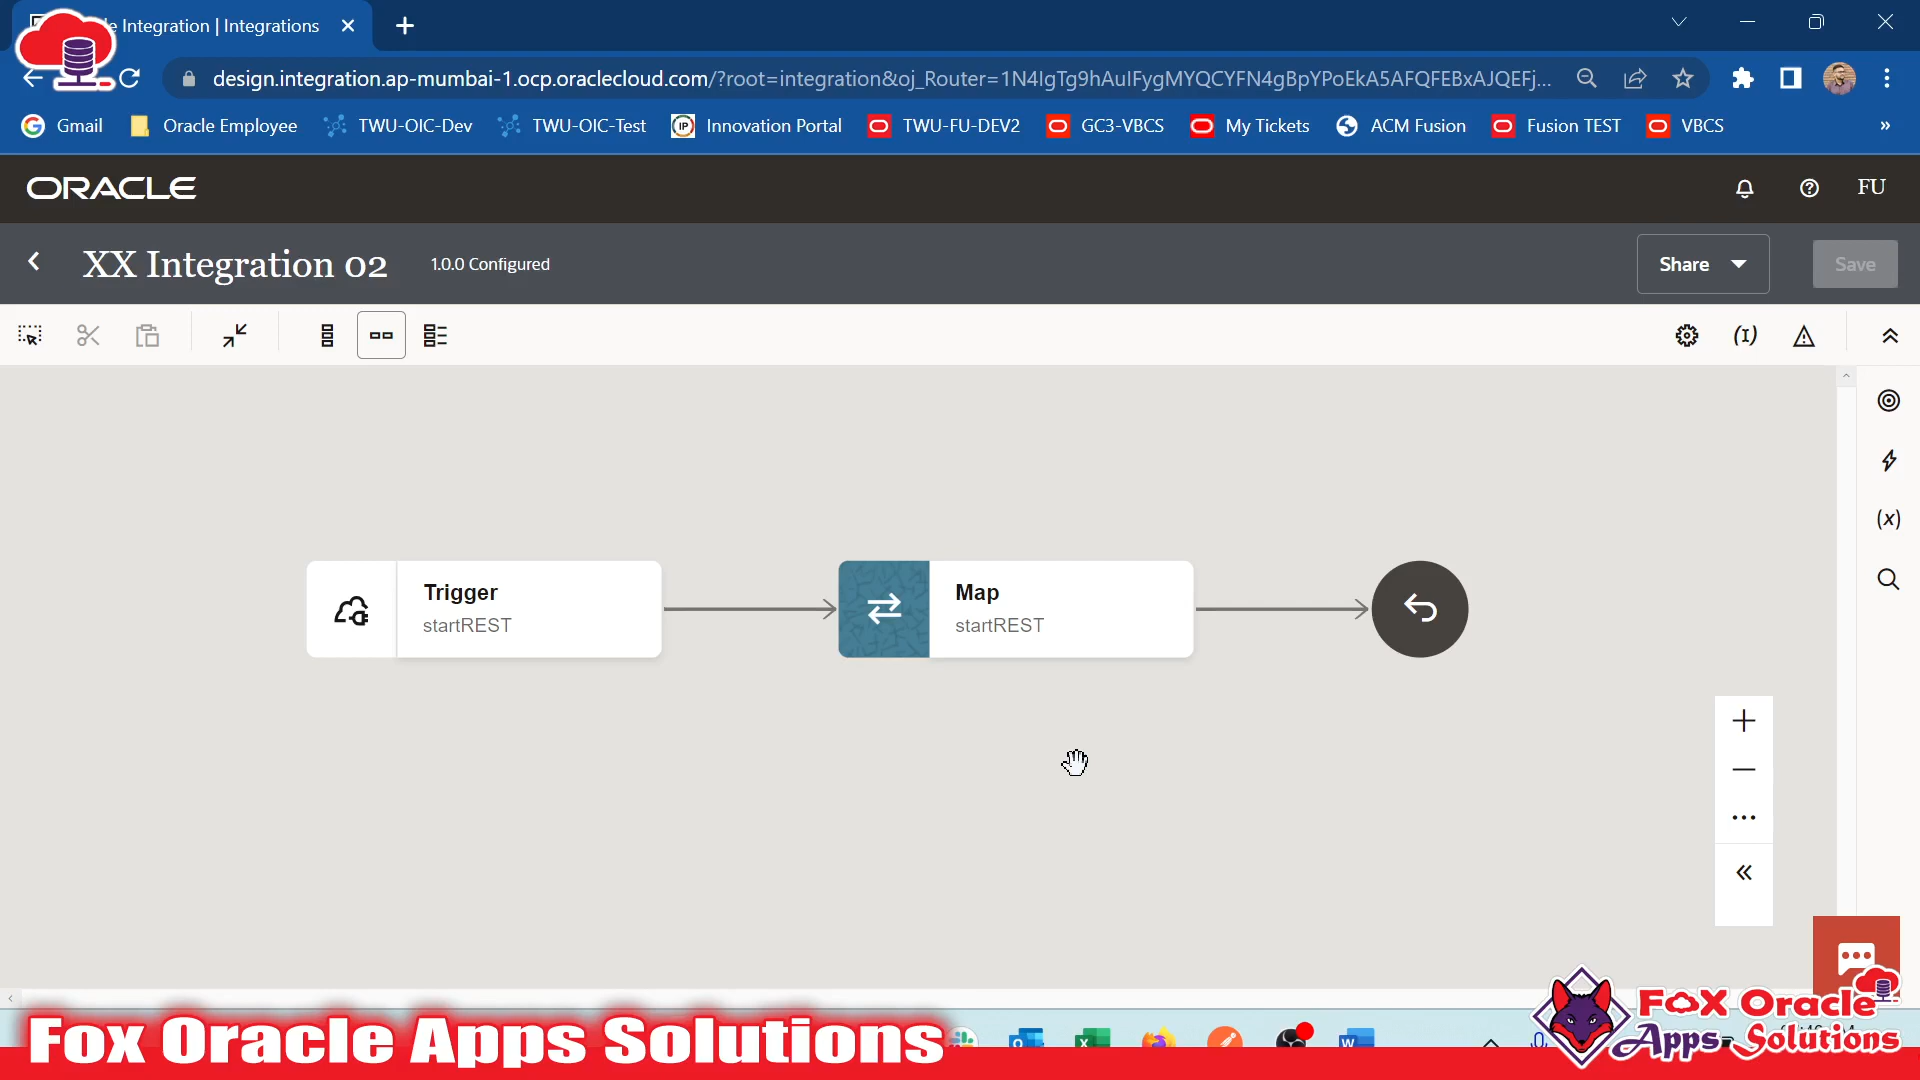 e Integration | Integrations
design.integration.ap-mumbai-1.ocp.oraclecloud.com/?root=integration&oj_Router=1N4IgTg9hAuIFygMYQCYFN4gBpYPoEkA5AFQFEBxAJQEFj...
Gmail
Oracle Employee
TWU-OIC-Dev
TWU-OIC-Test
IP
Innovation Portal
TWU-FU-DEV2
GC3-VBCS
My Tickets
ACM Fusion
Fusion TEST
VBCS
ORACLE
FU
XX Integration 02
1.0.0 Configured
Share
Save
(I)
(x)
Trigger
startREST
Map
startREST
Fox Oracle Apps Solutions
FoX Oracle
Apps Solutions